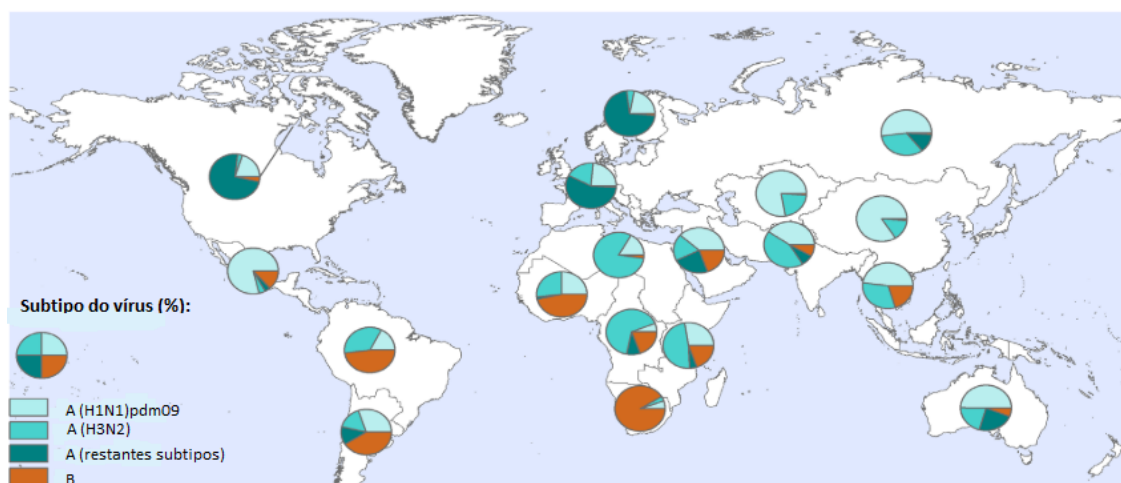 Subtipo do vírus (%):
A (H1N1)pdm09
A (H3N2)
A (restantes subtipos)
B